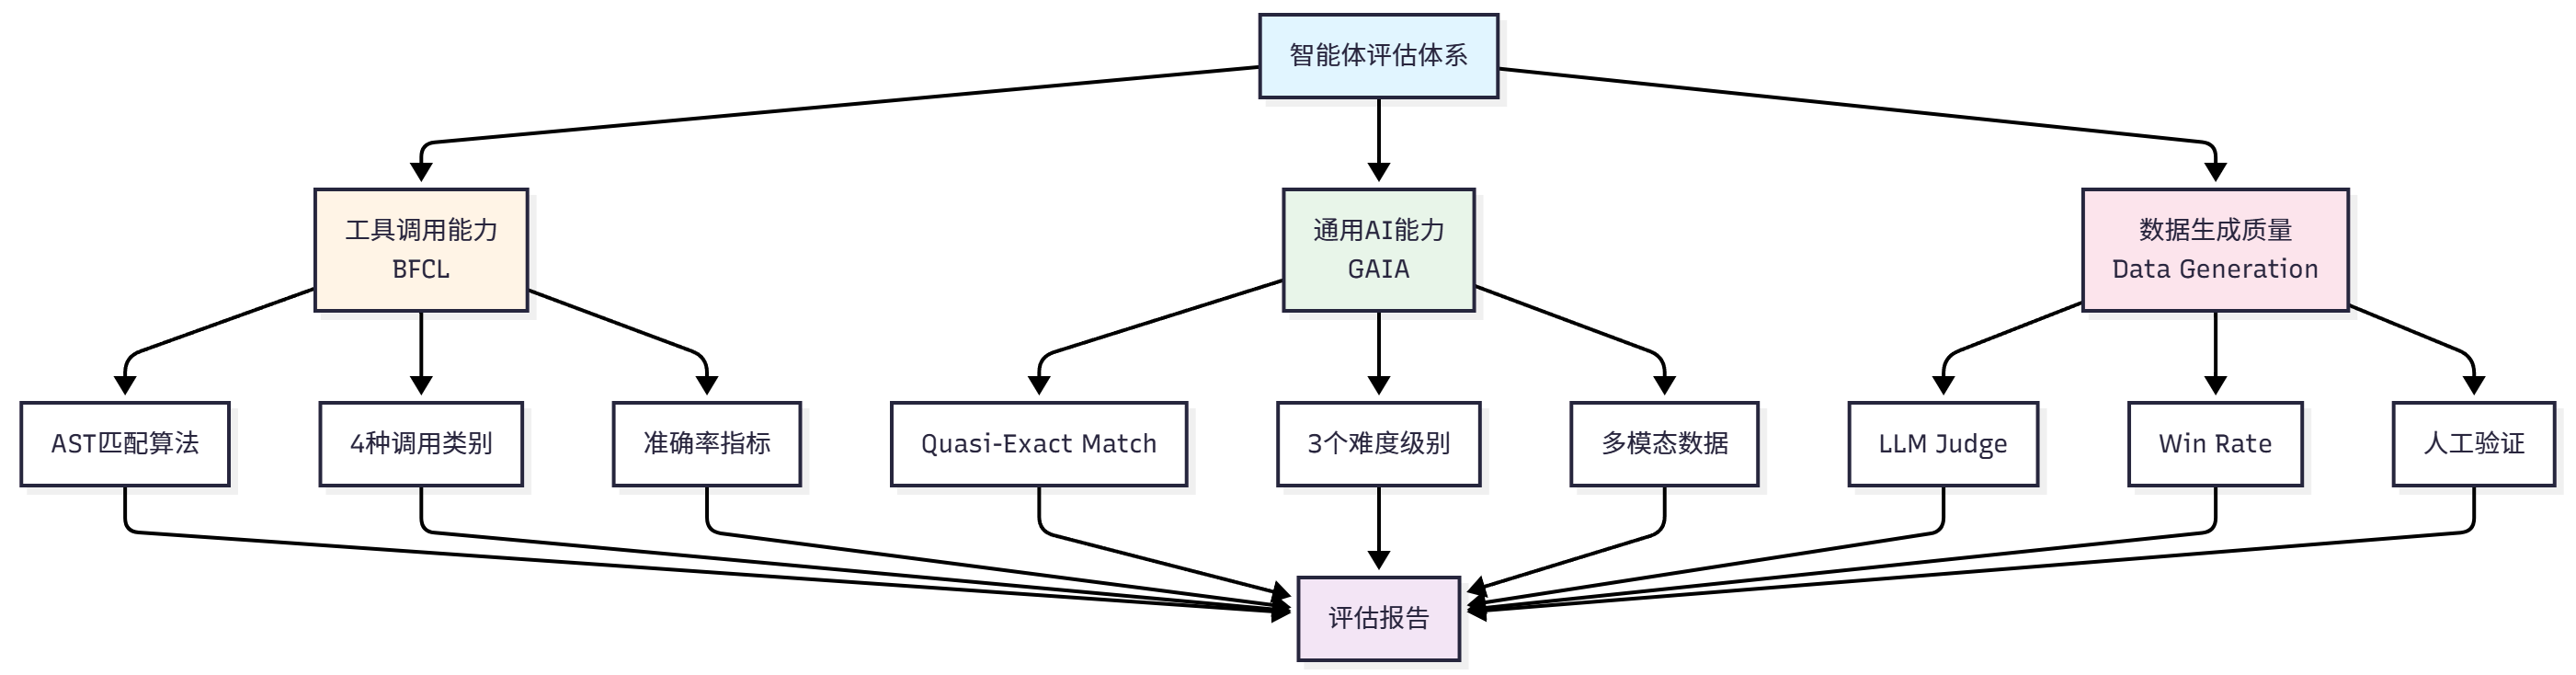 智能体评估体系
工具调用能力
BFCL
通用AI能力
GAIA
数据生成质量
Data Generation
AST匹配算法
4种调用类别
准确率指标
Quasi-Exact Match
3个难度级别
多模态数据
LLM Judge
Win Rate
人工验证
评估报告